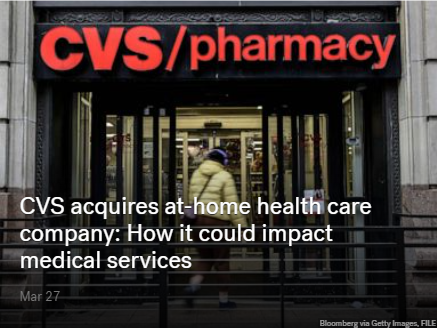 CVS/pharmacy
CVS acquires at-home health care
company: How it could impact
medical services
Mar 27
Bloomberg via Getty Images, FILE